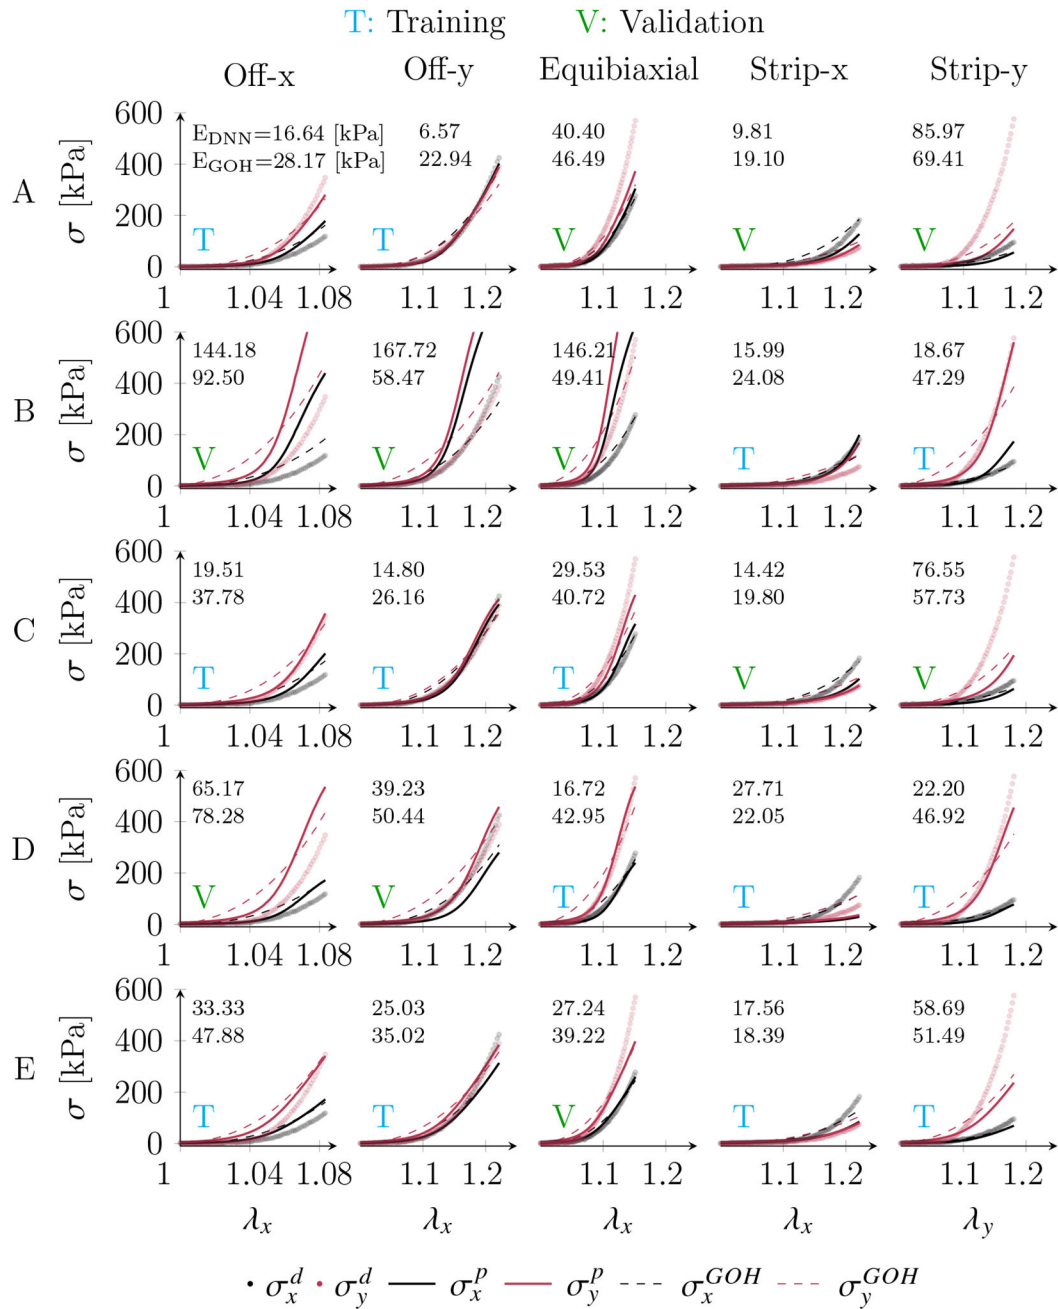 T: Training V: Validation
Off-x Off-y Equibiaxial Strip-x Strip-y
A
σ [kPa]
600
400
200
0
E_DNN=16.64 [kPa] 6.57 40.40 9.81 85.97
E_GOH=28.17 [kPa] 22.94 46.49 19.10 69.41
T T V V V
1 1.04 1.08 1.1 1.2 1.1 1.2 1.1 1.2 1.1 1.2
B
σ [kPa]
600
400
200
0
144.18 167.72 146.21 15.99 18.67
92.50 58.47 49.41 24.08 47.29
V V V T T
1 1.04 1.08 1.1 1.2 1.1 1.2 1.1 1.2 1.1 1.2
C
σ [kPa]
600
400
200
0
19.51 14.80 29.53 14.42 76.55
37.78 26.16 40.72 19.80 57.73
T T T V V
1 1.04 1.08 1.1 1.2 1.1 1.2 1.1 1.2 1.1 1.2
D
σ [kPa]
600
400
200
0
65.17 39.23 16.72 27.71 22.20
78.28 50.44 42.95 22.05 46.92
V V T T T
1 1.04 1.08 1.1 1.2 1.1 1.2 1.1 1.2 1.1 1.2
E
σ [kPa]
600
400
200
0
33.33 25.03 27.24 17.56 58.69
47.88 35.02 39.22 18.39 51.49
T T V T T
1 1.04 1.08 1.1 1.2 1.1 1.2 1.1 1.2 1.1 1.2
λ_x λ_x λ_x λ_x λ_y
σ_x^d σ_y^d σ_x^p σ_y^p σ_x^GOH σ_y^GOH